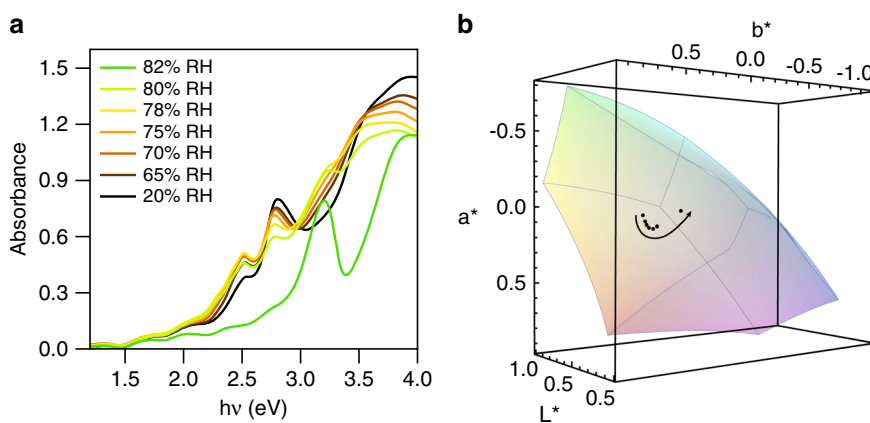 a
Absorbance
1.5
1.2
0.9
0.6
0.3
0.0
82% RH
80% RH
78% RH
75% RH
70% RH
65% RH
20% RH
1.5 2.0 2.5 3.0 3.5 4.0
hν (eV)
b
b*
0.5 0.0 -0.5 -1.0
a*
-0.5
0.0
0.5
1.0 0.5 0.5
L*